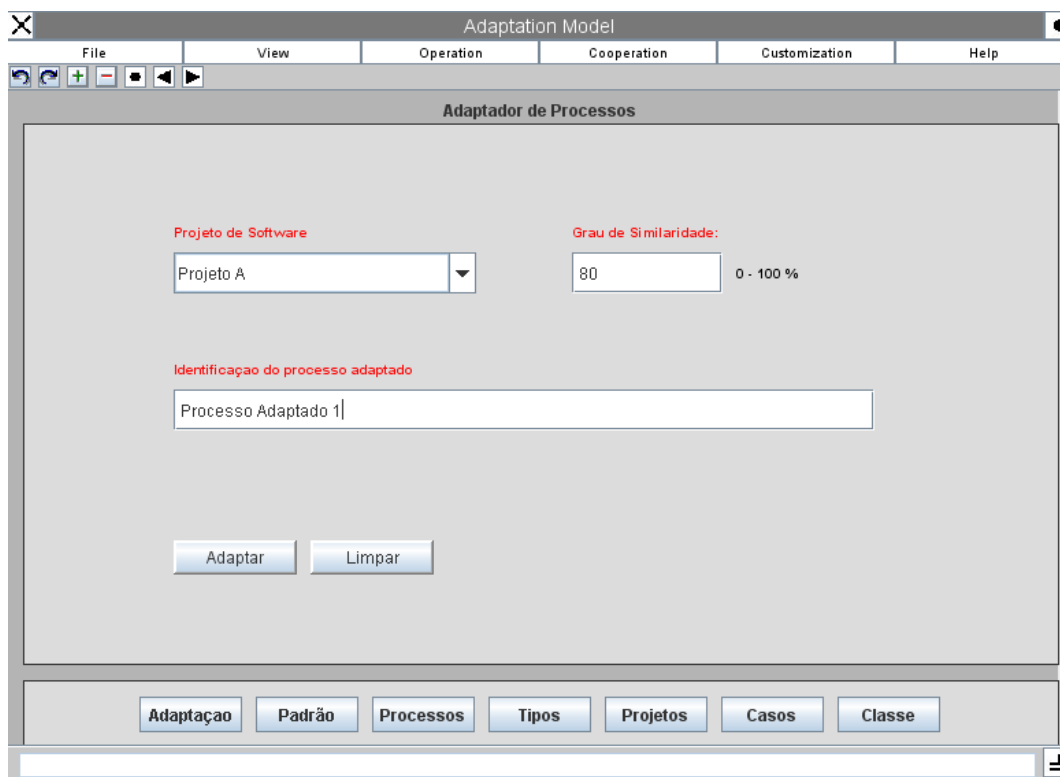 Adaptation Model
File View Operation Cooperation Customization Help
Adaptador de Processos
Projeto de Software Grau de Similaridade:
Projeto A 80 0 - 100 %
Identificaçao do processo adaptado
Processo Adaptado 1
Adaptar Limpar
Adaptaçao Padrão Processos Tipos Projetos Casos Classe